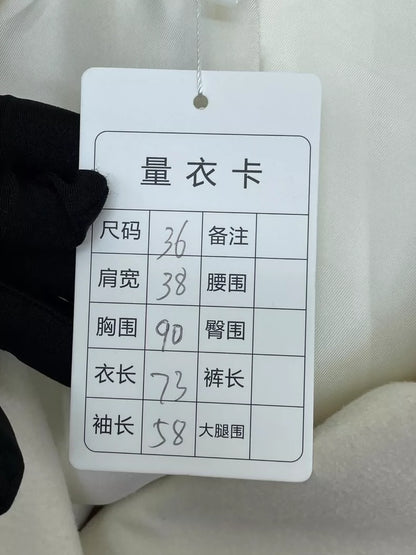 量衣卡
尺码 36 备注
肩宽 38 腰围
胸围 90 臀围
衣长 73 裤长
袖长 58 大腿围